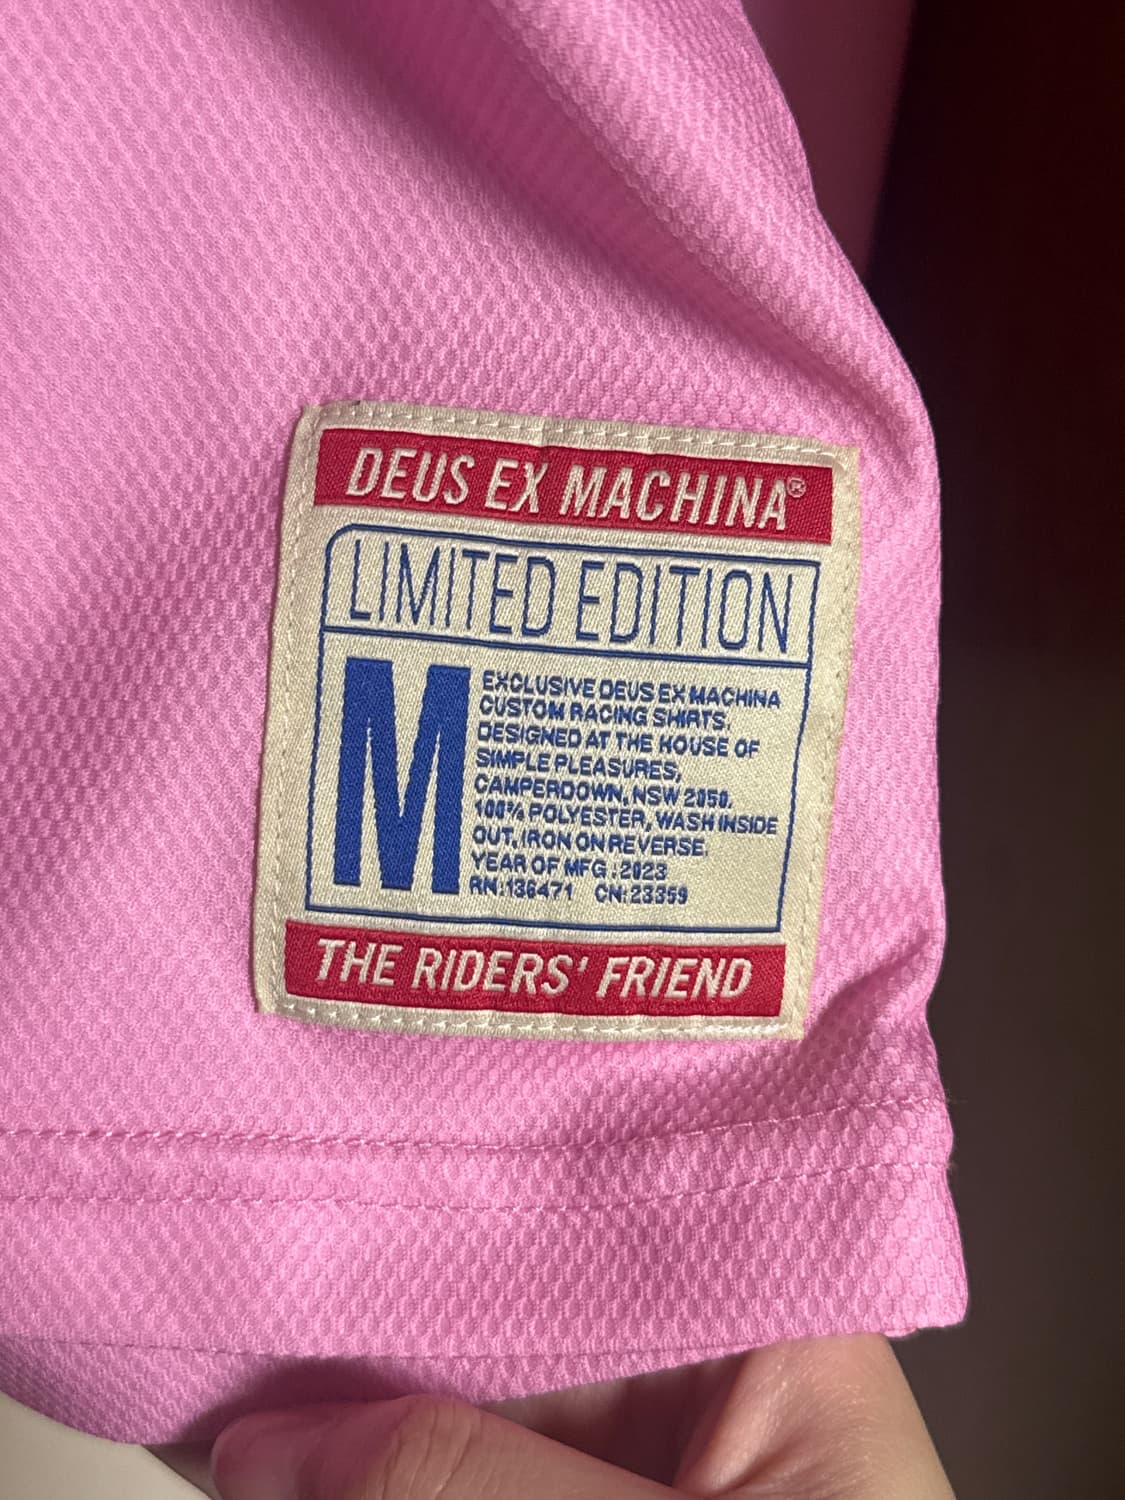 DEUS EX MACHINA®
LIMITED EDITION
M
EXCLUSIVE DEUS EX MACHINA
CUSTOM RACING SHIRTS.
DESIGNED AT THE HOUSE OF
SIMPLE PLEASURES,
CAMPERDOWN, NSW 2050.
100% POLYESTER, WASH INSIDE
OUT, IRON ON REVERSE.
YEAR OF MFG :2023
RN:136471 CN:23359
THE RIDERS' FRIEND